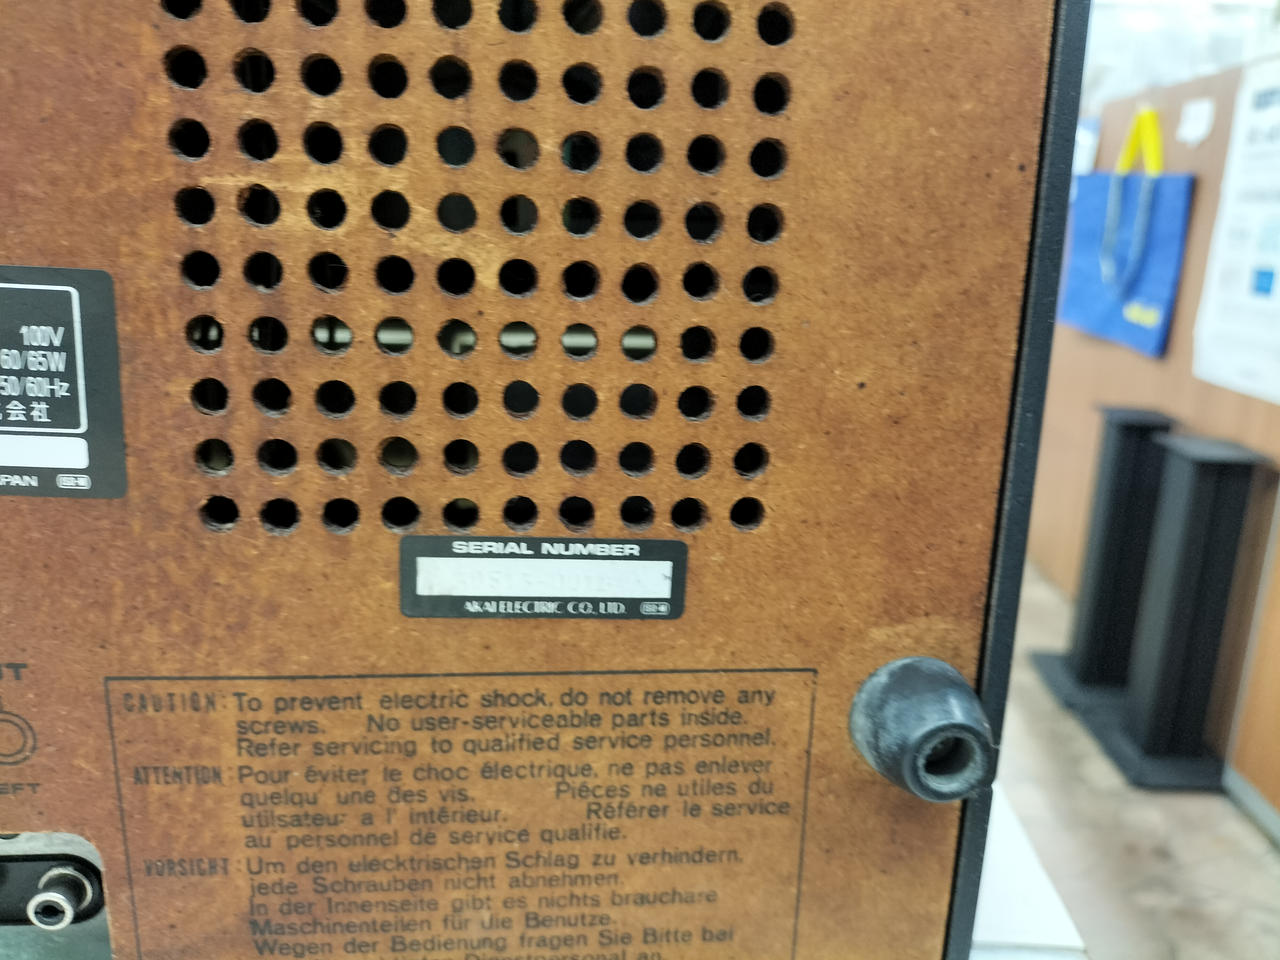 100V
60/65W
50/60Hz
会社
SERIAL NUMBER
AKAI ELECTRIC CO., LTD.
CAUTION: To prevent electric shock, do not remove any
screws. No user-serviceable parts inside.
Refer servicing to qualified service personnel.
ATTENTION: Pour éviter le choc électrique, ne pas enlever
quelqu' une des vis. Piéces ne utiles du
utilsateur a l' intérieur. Référer le service
au personnel de service qualifie.
VORSICHT: Um den elecktrischen Schlag zu verhindern,
jede Schrauben nicht abnehmen.
In der Innenseite gibt es nichts brauchare
Maschinenteilen für die Benutze.
Wegen der Bedienung fragen Sie Bitte bei